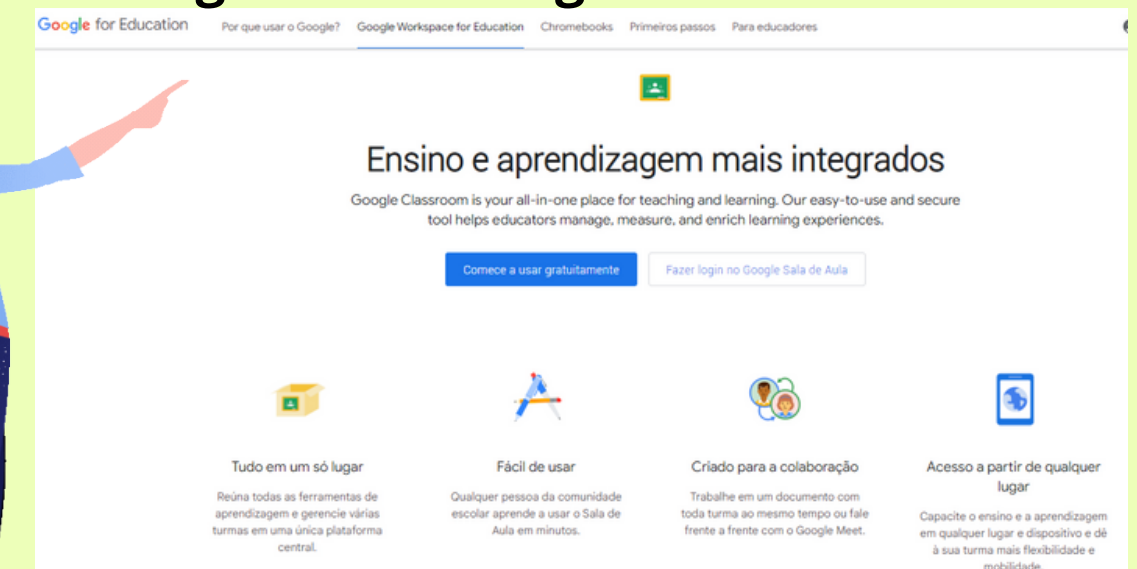 Google for Education Por que usar o Google? Google Workspace for Education Chromebooks Primeiros passos Para educadores
Ensino e aprendizagem mais integrados
Google Classroom is your all-in-one place for teaching and learning. Our easy-to-use and secure
tool helps educators manage, measure, and enrich learning experiences.
Comece a usar gratuitamente Fazer login no Google Sala de Aula
Tudo em um só lugar
Reúna todas as ferramentas de
aprendizagem e gerencie várias
turmas em uma única plataforma
central.
Fácil de usar
Qualquer pessoa da comunidade
escolar aprende a usar o Sala de
Aula em minutos.
Criado para a colaboração
Trabalhe em um documento com
toda turma ao mesmo tempo ou fale
frente a frente com o Google Meet.
Acesso a partir de qualquer
lugar
Capacite o ensino e a aprendizagem
em qualquer lugar e dispositivo e dê
à sua turma mais flexibilidade e
mobilidade.